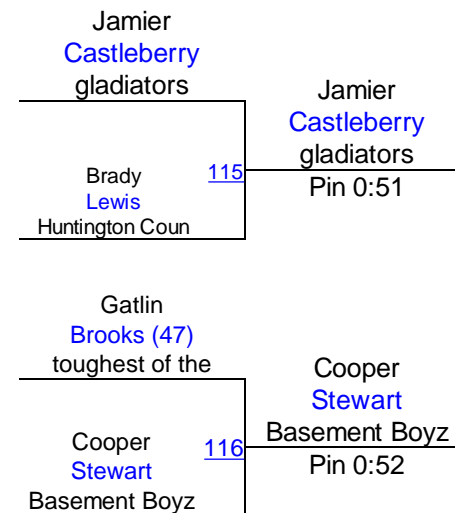 Jamier
Castleberry
gladiators
Jamier
Castleberry
gladiators
115
Pin 0:51
Brady
Lewis
Huntington Coun
Gatlin
Brooks (47)
toughest of the
Cooper
Stewart
Basement Boyz
116
Pin 0:52
Cooper
Stewart
Basement Boyz